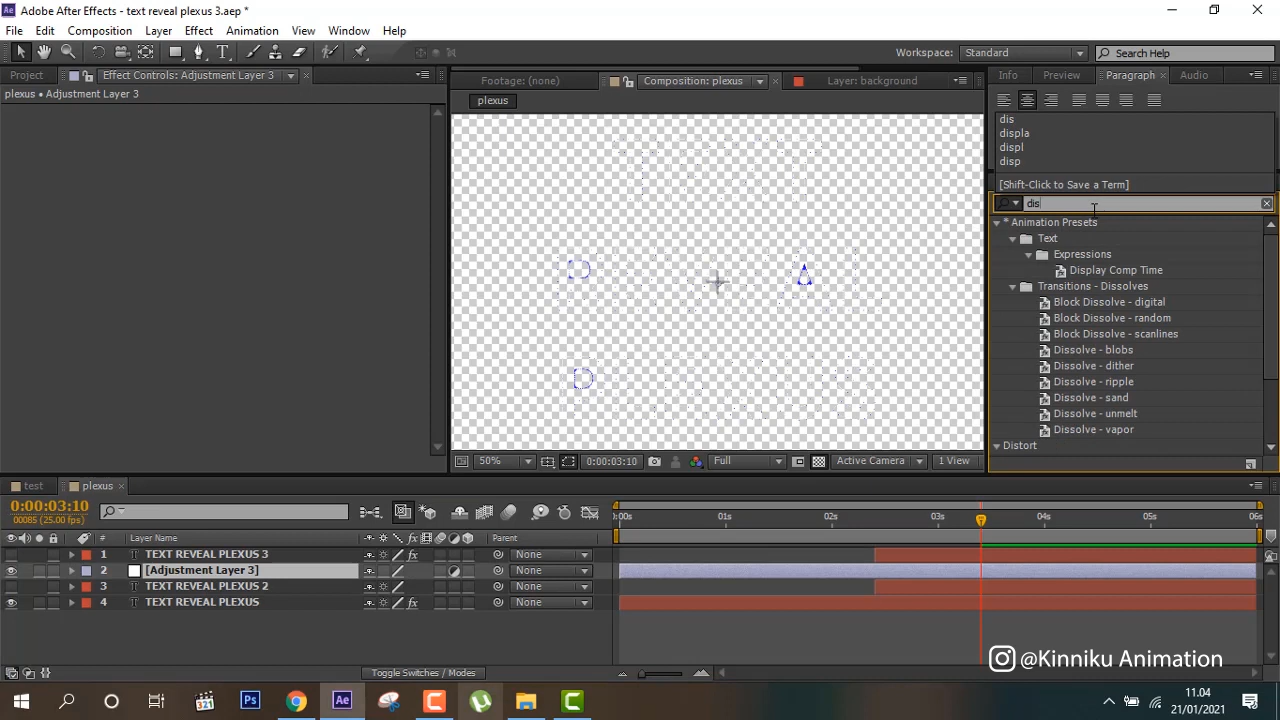 Adobe After Effects - text reveal plexus 3.aep *
File Edit Composition Layer Effect Animation View Window Help
Workspace: Standard Search Help
Project Effect Controls: Adjustment Layer 3 Footage: (none) Composition: plexus Layer: background Info Preview Paragraph Audio
plexus • Adjustment Layer 3
plexus
dis
displa
displ
disp
[Shift-Click to Save a Term]
dis
* Animation Presets
Text
Expressions
Display Comp Time
Transitions - Dissolves
Block Dissolve - digital
Block Dissolve - random
Block Dissolve - scanlines
Dissolve - blobs
Dissolve - dither
Dissolve - ripple
Dissolve - sand
Dissolve - unmelt
Dissolve - vapor
Distort
D A
D
50% 0:00:03:10 Full Active Camera 1 View
test plexus
0:00:03:10
00085 (25.00 fps)
:00s 01s 02s 03s 04s 05s 06s
# Layer Name Parent
1 TEXT REVEAL PLEXUS 3 None
2 [Adjustment Layer 3] None
3 TEXT REVEAL PLEXUS 2 None
4 TEXT REVEAL PLEXUS None
@Kinniku Animation
Toggle Switches / Modes
11.04
21/01/2021